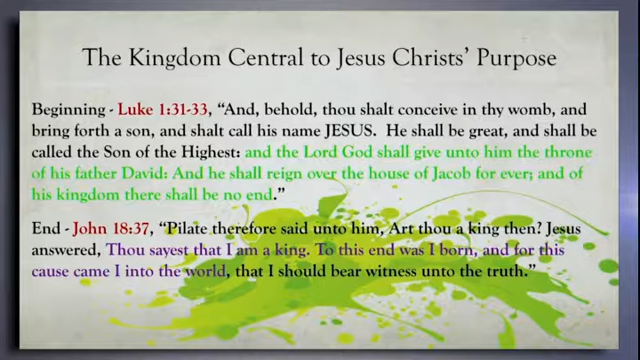 The Kingdom Central to Jesus Christs' Purpose
Beginning - Luke 1:31-33, “And, behold, thou shalt conceive in thy womb, and
bring forth a son, and shalt call his name JESUS.  He shall be great, and shall be
called the Son of the Highest: and the Lord God shall give unto him the throne
of his father David: And he shall reign over the house of Jacob for ever; and of
his kingdom there shall be no end.”
End - John 18:37, “Pilate therefore said unto him, Art thou a king then? Jesus
answered, Thou sayest that I am a king. To this end was I born, and for this
cause came I into the world, that I should bear witness unto the truth.”